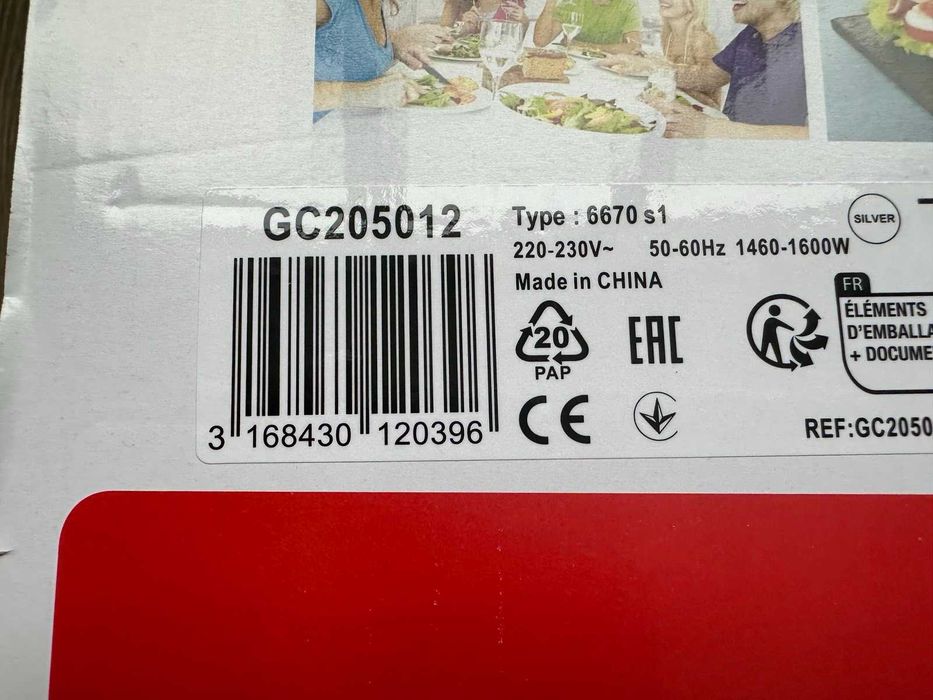 GC205012
Type : 6670 s1
SILVER
220-230V~ 50-60Hz 1460-1600W
Made in CHINA
FR
ÉLÉMENTS
D'EMBALLA
+ DOCUME
20
PAP
EAC
CE
REF:GC2050
3 168430 120396